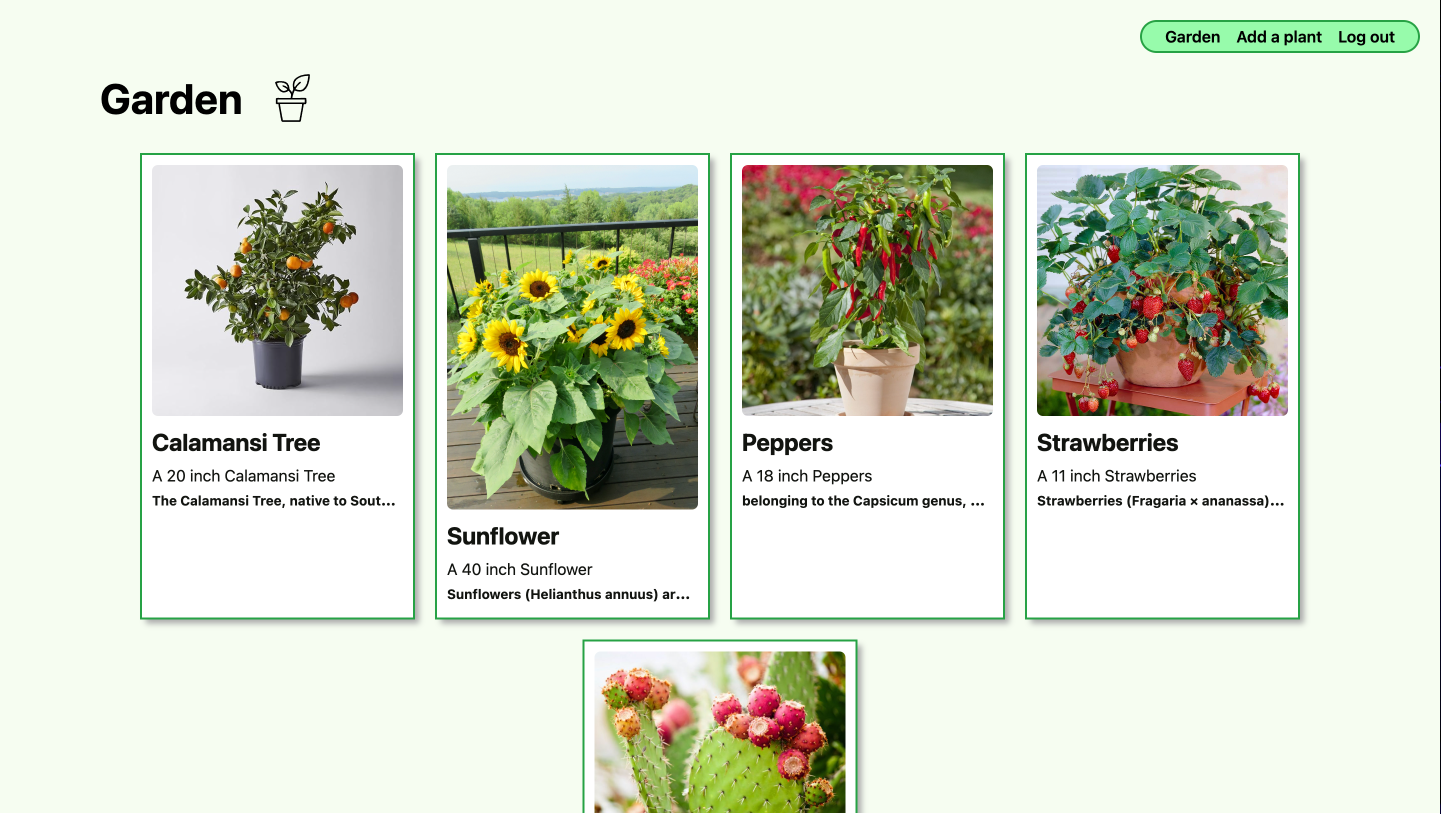 Garden Add a plant Log out
Garden
Calamansi Tree
A 20 inch Calamansi Tree
The Calamansi Tree, native to Sout...
Sunflower
A 40 inch Sunflower
Sunflowers (Helianthus annuus) ar...
Peppers
A 18 inch Peppers
belonging to the Capsicum genus, ...
Strawberries
A 11 inch Strawberries
Strawberries (Fragaria × ananassa)...